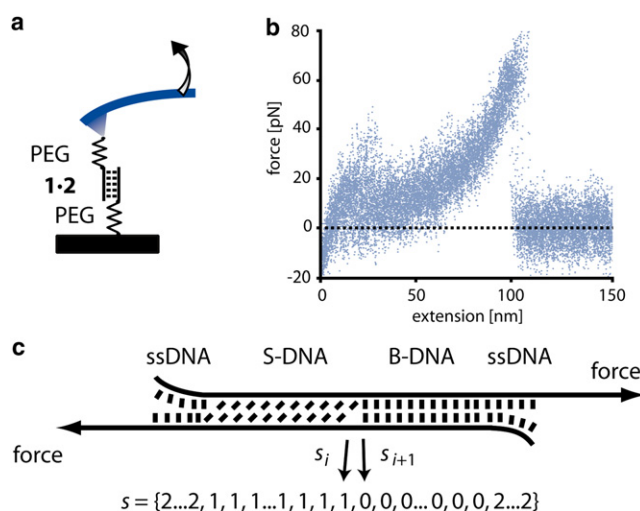 a
PEG
1·2
PEG
b
force [pN]
80
60
40
20
0
-20
0
50
100
150
extension [nm]
c
ssDNA S-DNA B-DNA ssDNA
force
force
s_i s_{i+1}
s = {2...2, 1, 1, 1...1, 1, 1, 1, 0, 0, 0... 0, 0, 0, 2...2}